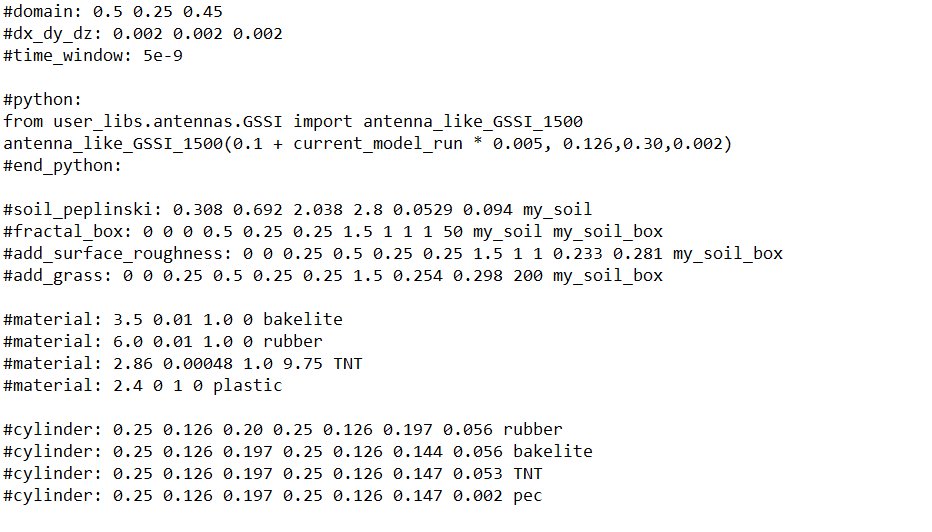 #domain: 0.5 0.25 0.45
#dx_dy_dz: 0.002 0.002 0.002
#time_window: 5e-9
#python:
from user_libs.antennas.GSSI import antenna_like_GSSI_1500
antenna_like_GSSI_1500(0.1 + current_model_run * 0.005, 0.126,0.30,0.002)
#end_python:
#soil_peplinski: 0.308 0.692 2.038 2.8 0.0529 0.094 my_soil
#fractal_box: 0 0 0 0.5 0.25 0.25 1.5 1 1 1 50 my_soil my_soil_box
#add_surface_roughness: 0 0 0.25 0.5 0.25 0.25 1.5 1 1 0.233 0.281 my_soil_box
#add_grass: 0 0 0.25 0.5 0.25 0.25 1.5 0.254 0.298 200 my_soil_box
#material: 3.5 0.01 1.0 0 bakelite
#material: 6.0 0.01 1.0 0 rubber
#material: 2.86 0.00048 1.0 9.75 TNT
#material: 2.4 0 1 0 plastic
#cylinder: 0.25 0.126 0.20 0.25 0.126 0.197 0.056 rubber
#cylinder: 0.25 0.126 0.197 0.25 0.126 0.144 0.056 bakelite
#cylinder: 0.25 0.126 0.197 0.25 0.126 0.147 0.053 TNT
#cylinder: 0.25 0.126 0.197 0.25 0.126 0.147 0.002 pec